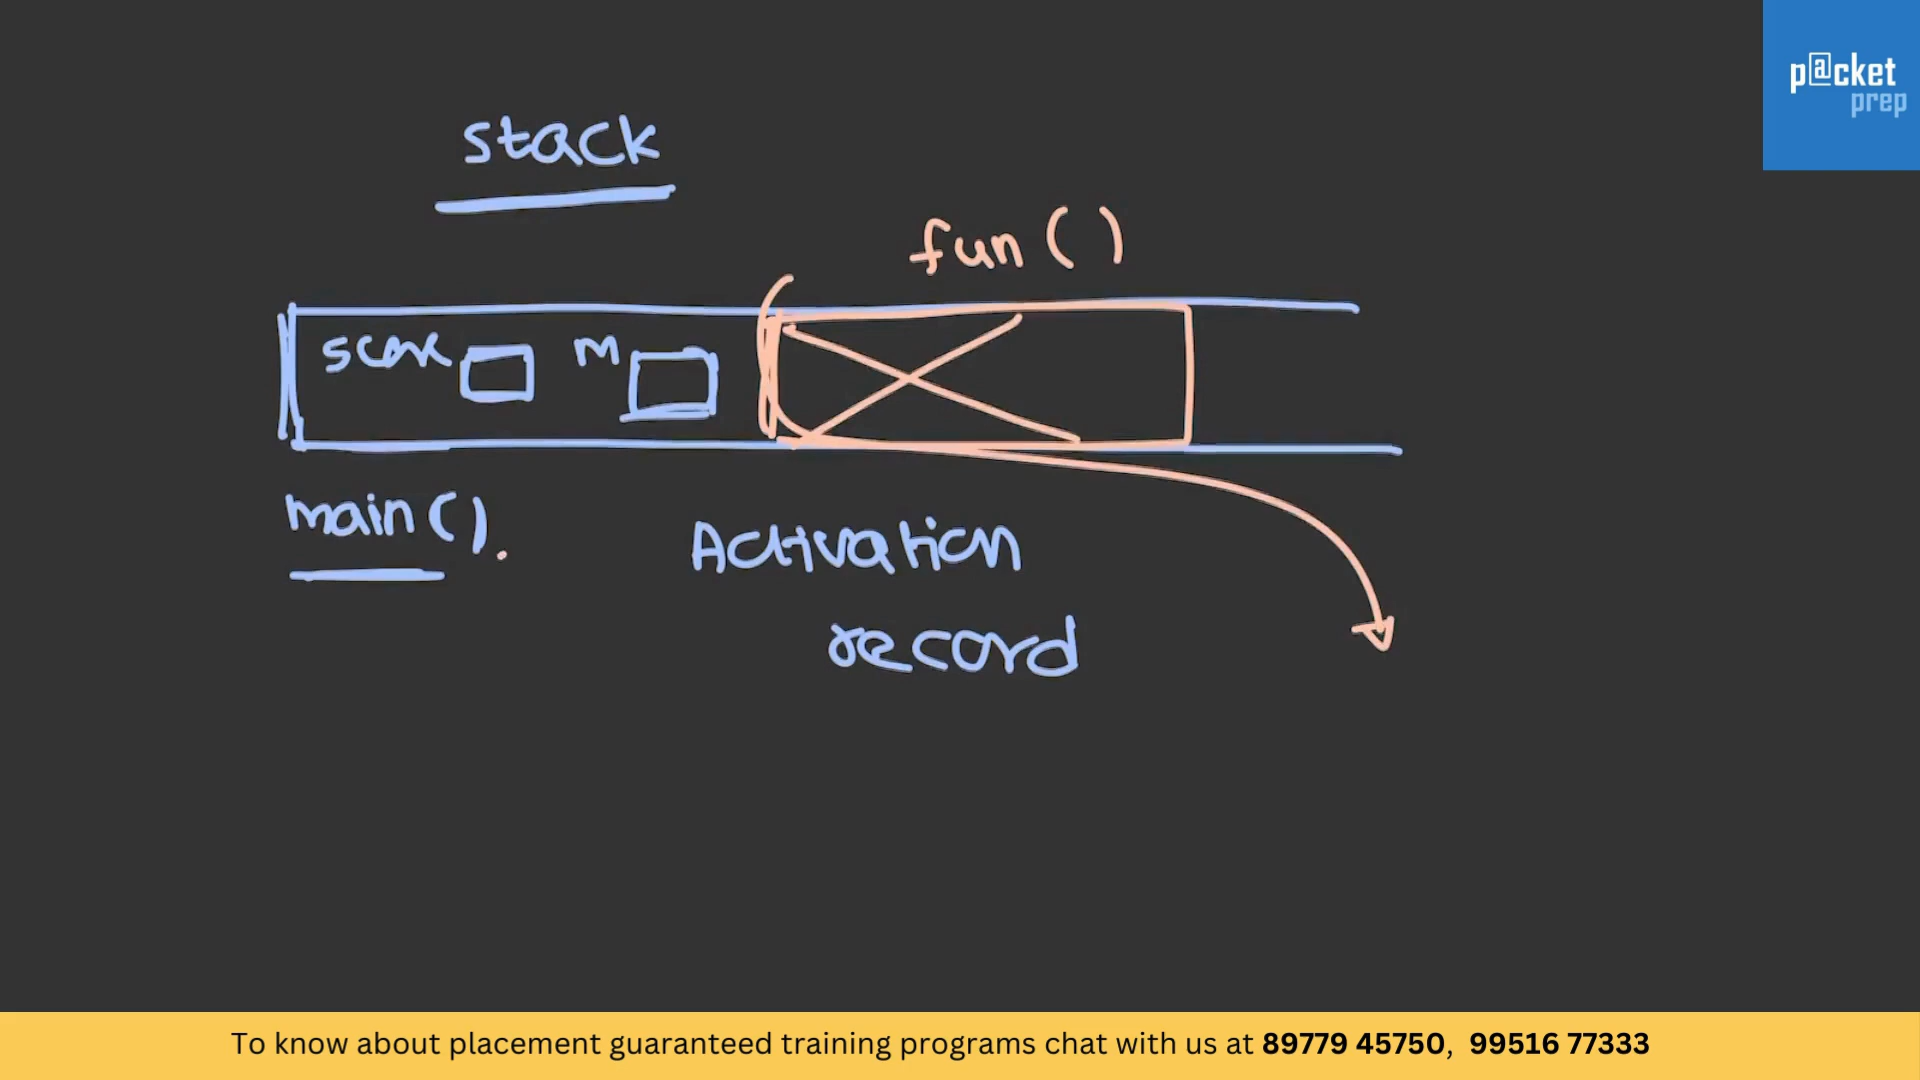 p@cket
prep
stack
fun ( )
score m
main ( ).
Activation
record
To know about placement guaranteed training programs chat with us at 89779 45750, 99516 77333